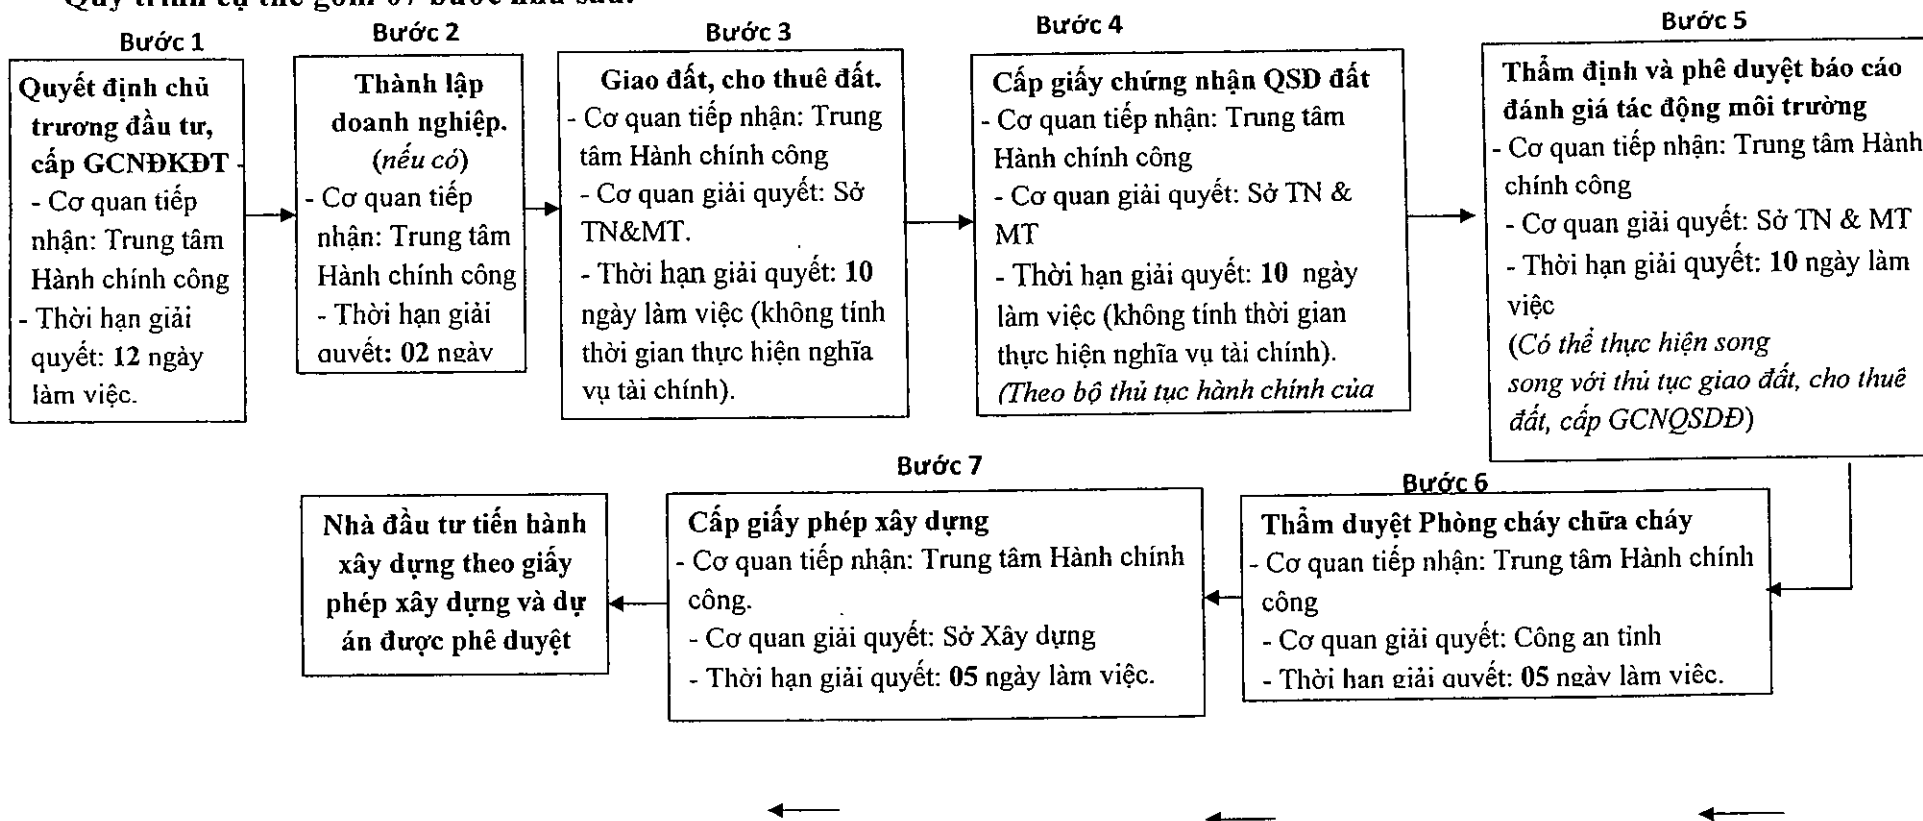 Quy trình cụ thể gồm 07 bước như sau:
Bước 1
Quyết định chủ
trương đầu tư,
cấp GCNĐKĐT -
- Cơ quan tiếp
nhận: Trung tâm
Hành chính công
- Thời hạn giải
quyết: 12 ngày
làm việc.
Bước 2
Thành lập
doanh nghiệp.
(nếu có)
- Cơ quan tiếp
nhận: Trung tâm
Hành chính công
- Thời hạn giải
quyết: 02 ngày
Bước 3
Giao đất, cho thuê đất.
- Cơ quan tiếp nhận: Trung
tâm Hành chính công
- Cơ quan giải quyết: Sở
TN&MT.
- Thời hạn giải quyết: 10
ngày làm việc (không tính
thời gian thực hiện nghĩa
vụ tài chính).
Bước 4
Cấp giấy chứng nhận QSD đất
- Cơ quan tiếp nhận: Trung tâm
Hành chính công
- Cơ quan giải quyết: Sở TN &
MT
- Thời hạn giải quyết: 10 ngày
làm việc (không tính thời gian
thực hiện nghĩa vụ tài chính).
(Theo bộ thủ tục hành chính của
Bước 5
Thẩm định và phê duyệt báo cáo
đánh giá tác động môi trường
- Cơ quan tiếp nhận: Trung tâm Hành
chính công
- Cơ quan giải quyết: Sở TN & MT
- Thời hạn giải quyết: 10 ngày làm
việc
(Có thể thực hiện song
song với thủ tục giao đất, cho thuê
đất, cấp GCNQSDĐ)
Bước 6
Thẩm duyệt Phòng cháy chữa cháy
- Cơ quan tiếp nhận: Trung tâm Hành chính
công
- Cơ quan giải quyết: Công an tỉnh
- Thời hạn giải quyết: 05 ngày làm việc.
Bước 7
Cấp giấy phép xây dựng
- Cơ quan tiếp nhận: Trung tâm Hành chính
công.
- Cơ quan giải quyết: Sở Xây dựng
- Thời hạn giải quyết: 05 ngày làm việc.
Nhà đầu tư tiến hành
xây dựng theo giấy
phép xây dựng và dự
án được phê duyệt